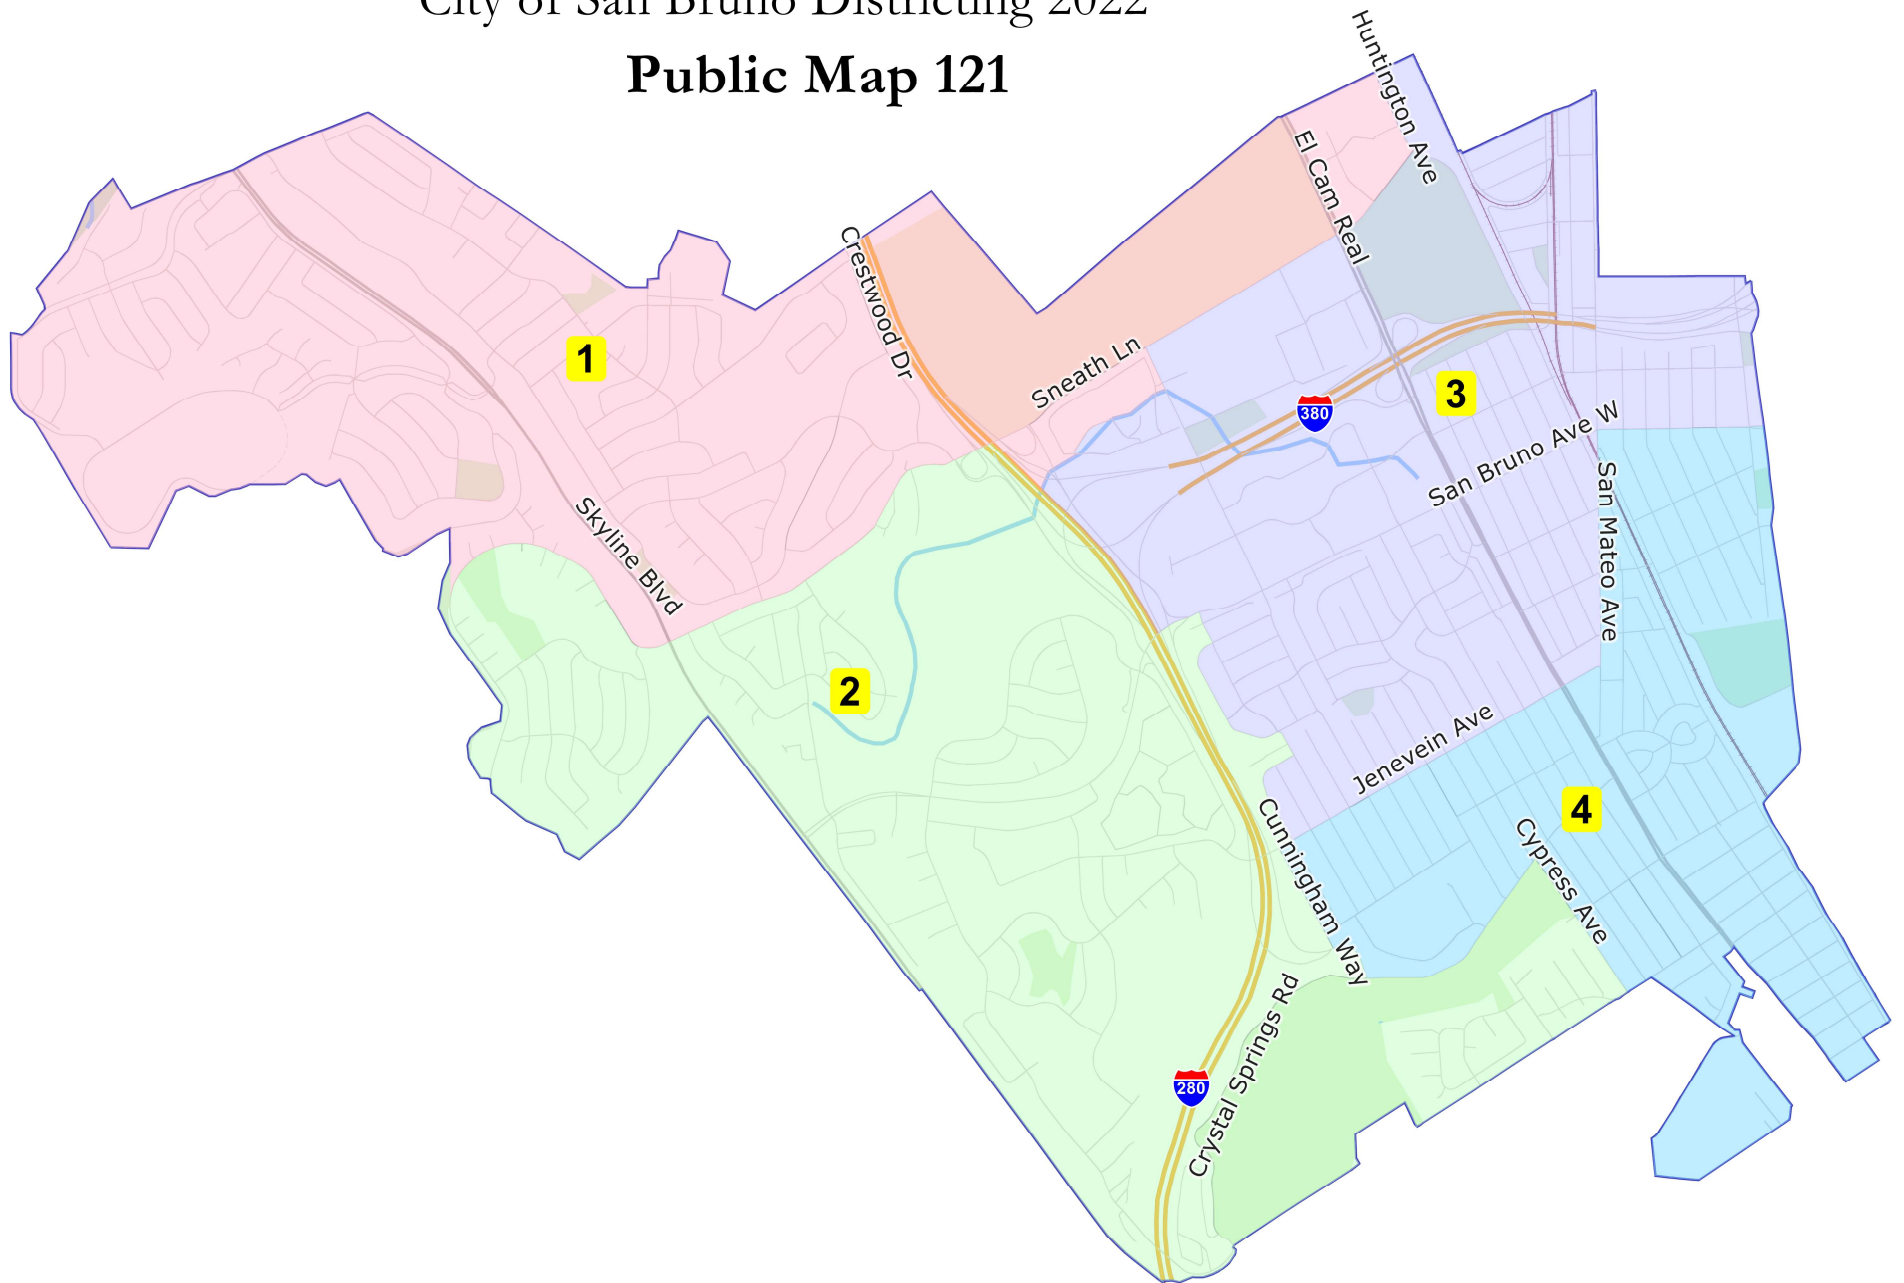 City of San Bruno Districting 2022
Public Map 121
Huntington Ave
El Cam Real
Crestwood Dr
Sneath Ln
1
3
380
San Bruno Ave W
San Mateo Ave
Skyline Blvd
2
Jenevein Ave
4
Cunningham Way
Cypress Ave
Crystal Springs Rd
280